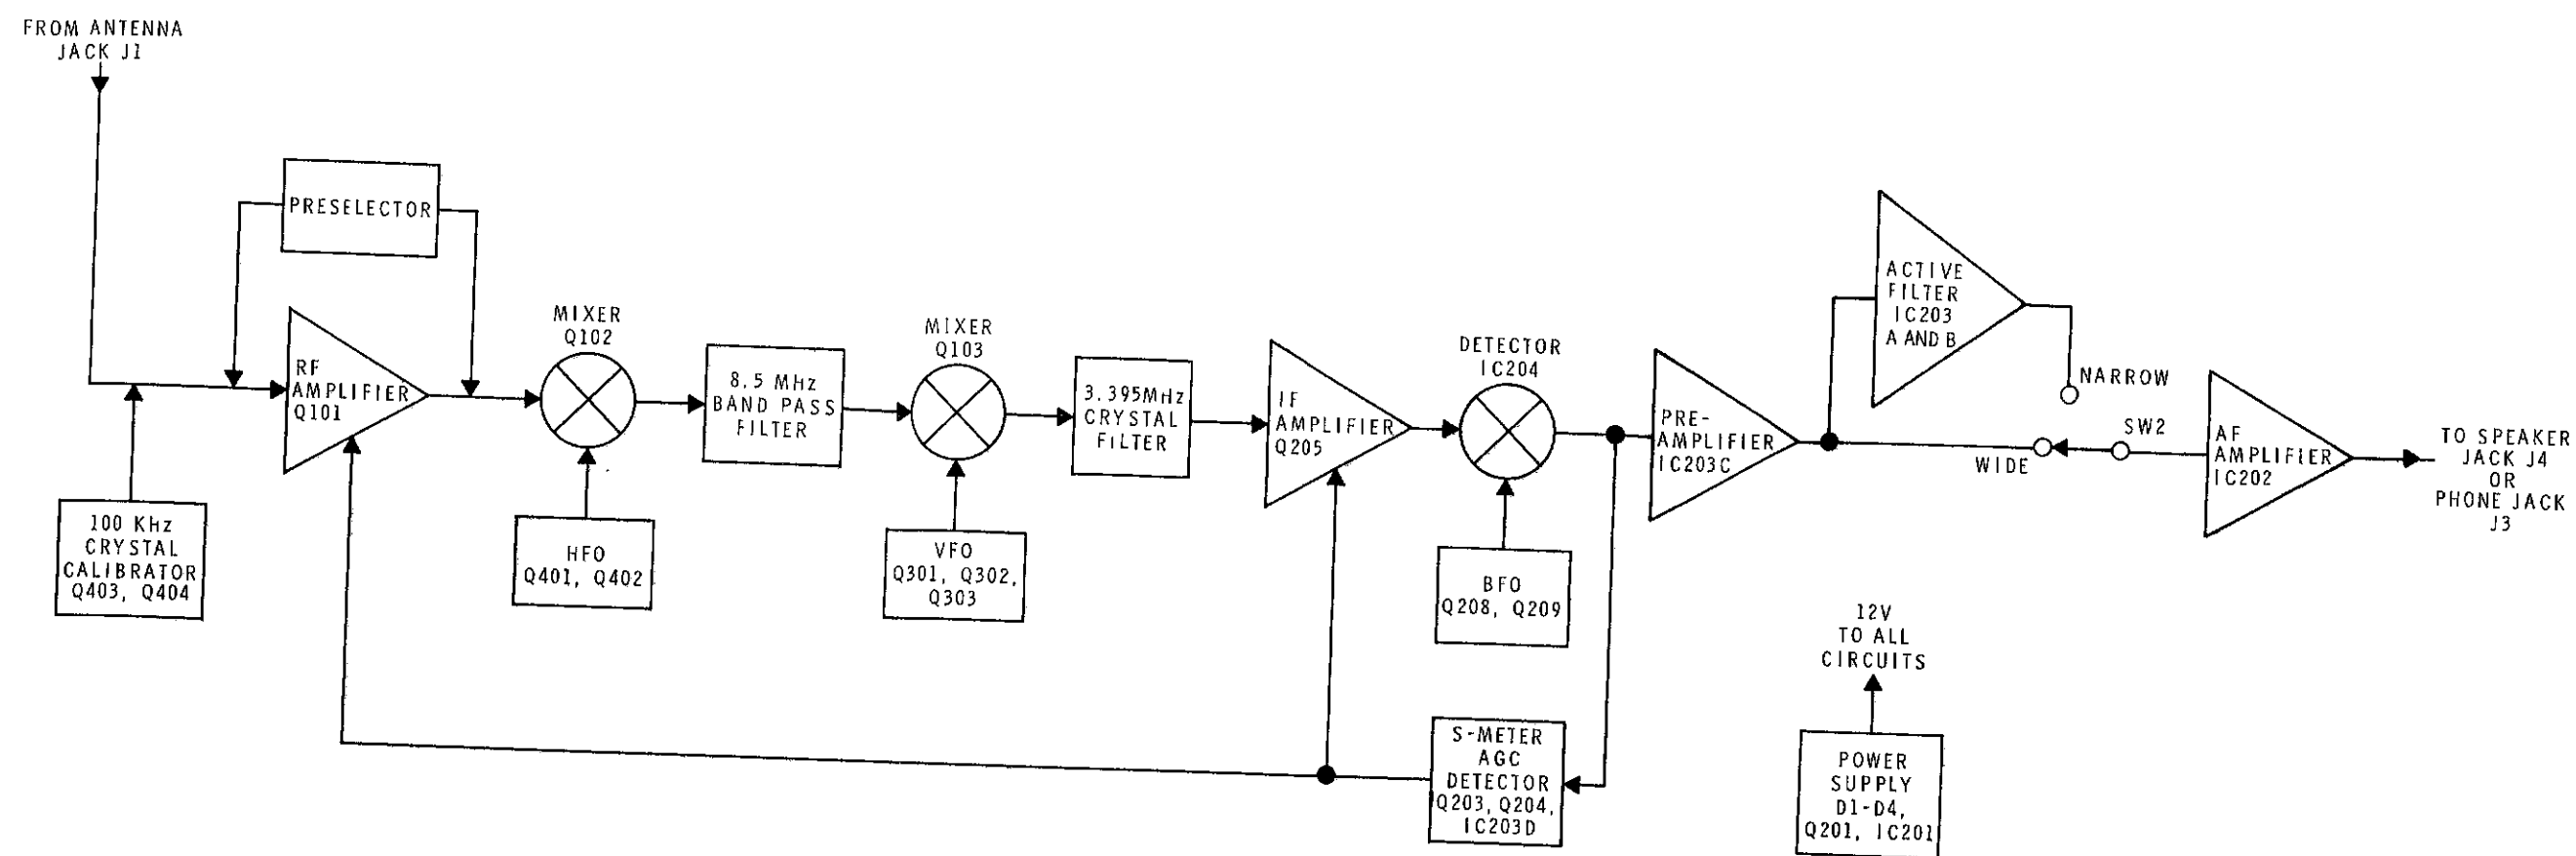 FROM ANTENNA
JACK J1
PRESELECTOR
RF
AMPLIFIER
Q101
100 KHz
CRYSTAL
CALIBRATOR
Q403, Q404
MIXER
Q102
HFO
Q401, Q402
8.5 MHz
BAND PASS
FILTER
MIXER
Q103
VFO
Q301, Q302,
Q303
3.395MHz
CRYSTAL
FILTER
IF
AMPLIFIER
Q205
DETECTOR
IC204
BFO
Q208, Q209
S-METER
AGC
DETECTOR
Q203, Q204,
IC203D
PRE-
AMPLIFIER
IC203C
ACTIVE
FILTER
IC203
A AND B
NARROW
WIDE
SW2
AF
AMPLIFIER
IC202
TO SPEAKER
JACK J4
OR
PHONE JACK
J3
12V
TO ALL
CIRCUITS
POWER
SUPPLY
D1-D4,
Q201, IC201